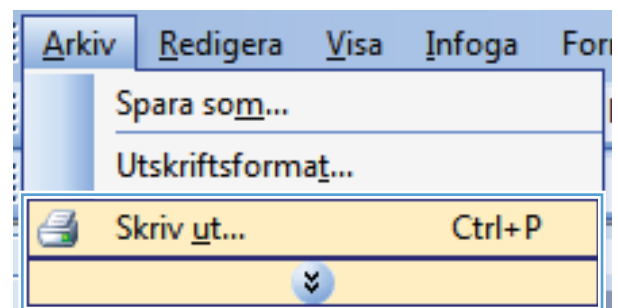 Arkiv Redigera Visa Infoga
Spara som...
Utskriftsformat...
Skriv ut... Ctrl+P